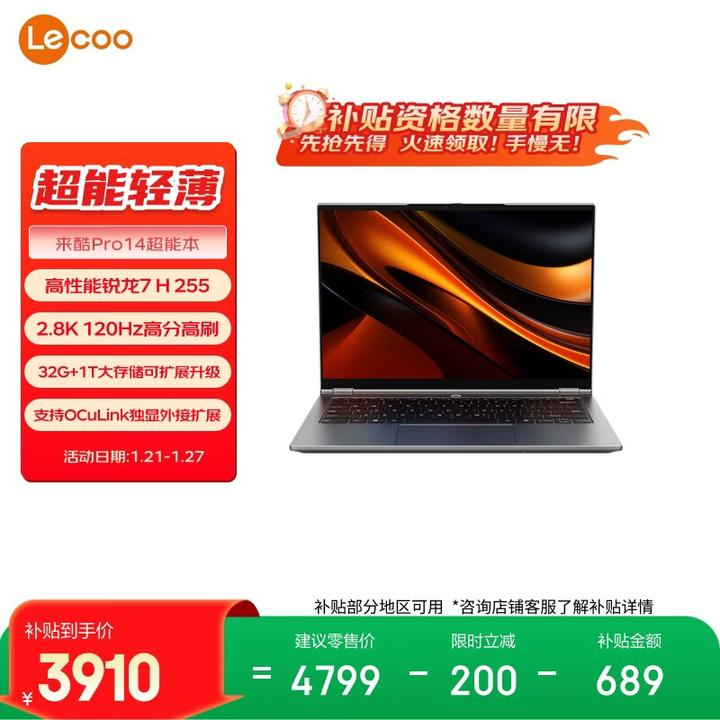 Lecoo
补贴资格数量有限
先抢先得 火速领取! 手慢无!
超能轻薄
来酷Pro14超能本
高性能锐龙7 H 255
2.8K 120Hz高分高刷
32G+1T大存储可扩展升级
支持OCuLink独显外接扩展
活动日期:1.21-1.27
补贴部分地区可用 *咨询店铺客服了解补贴详情
补贴到手价 建议零售价 限时立减 补贴金额
¥3910 = 4799 - 200 - 689